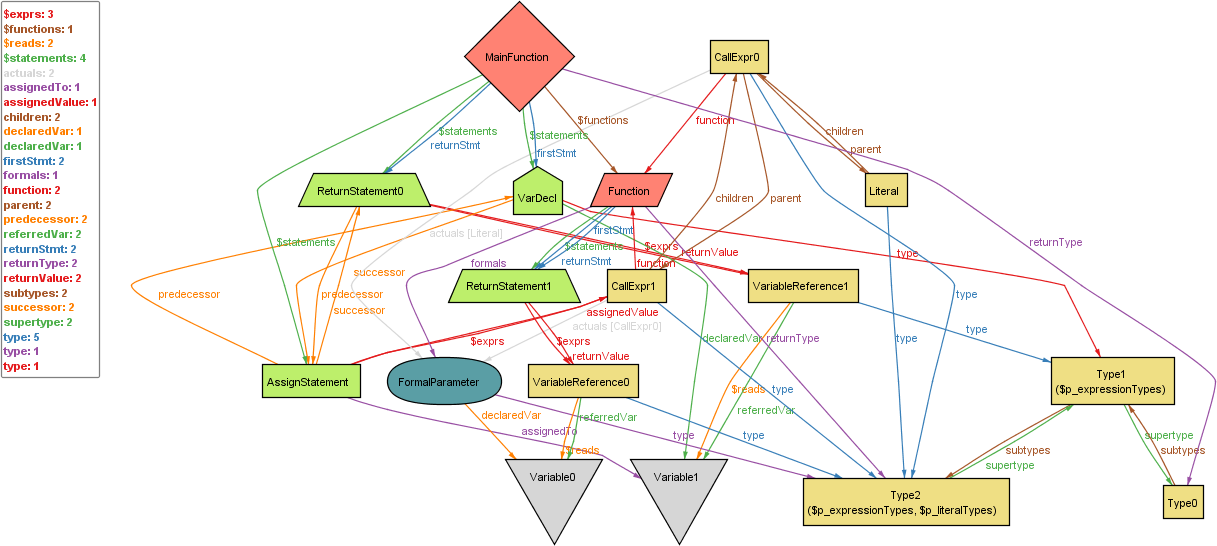 $exprs: 3
$functions: 1
$reads: 2
$statements: 4
actuals: 2
assignedTo: 1
assignedValue: 1
children: 2
declaredVar: 1
declaredVar: 1
firstStmt: 2
formals: 1
function: 2
parent: 2
predecessor: 2
referredVar: 2
returnStmt: 2
returnType: 2
returnValue: 2
subtypes: 2
successor: 2
supertype: 2
type: 5
type: 1
type: 1
MainFunction
CallExpr0
$statements
$statements
$functions
function
children
returnStmt
firstStmt
parent
ReturnStatement0
VarDecl
Function
Literal
children
parent
$statements
actuals [Literal]
firstStmt
$statements
$exprs
returnValue
type
returnType
successor
formals
returnStmt
function
ReturnStatement1
CallExpr1
VariableReference1
predecessor
predecessor
successor
assignedValue
actuals [CallExpr0]
$exprs
$exprs
returnValue
declaredVar
returnType
type
type
type
AssignStatement
FormalParameter
VariableReference0
Type1
($p_expressionTypes)
$reads
type
declaredVar
referredVar
referredVar
assignedTo
type
type
supertype
$reads
subtypes
subtypes
supertype
Variable0
Variable1
Type2
($p_expressionTypes, $p_literalTypes)
Type0